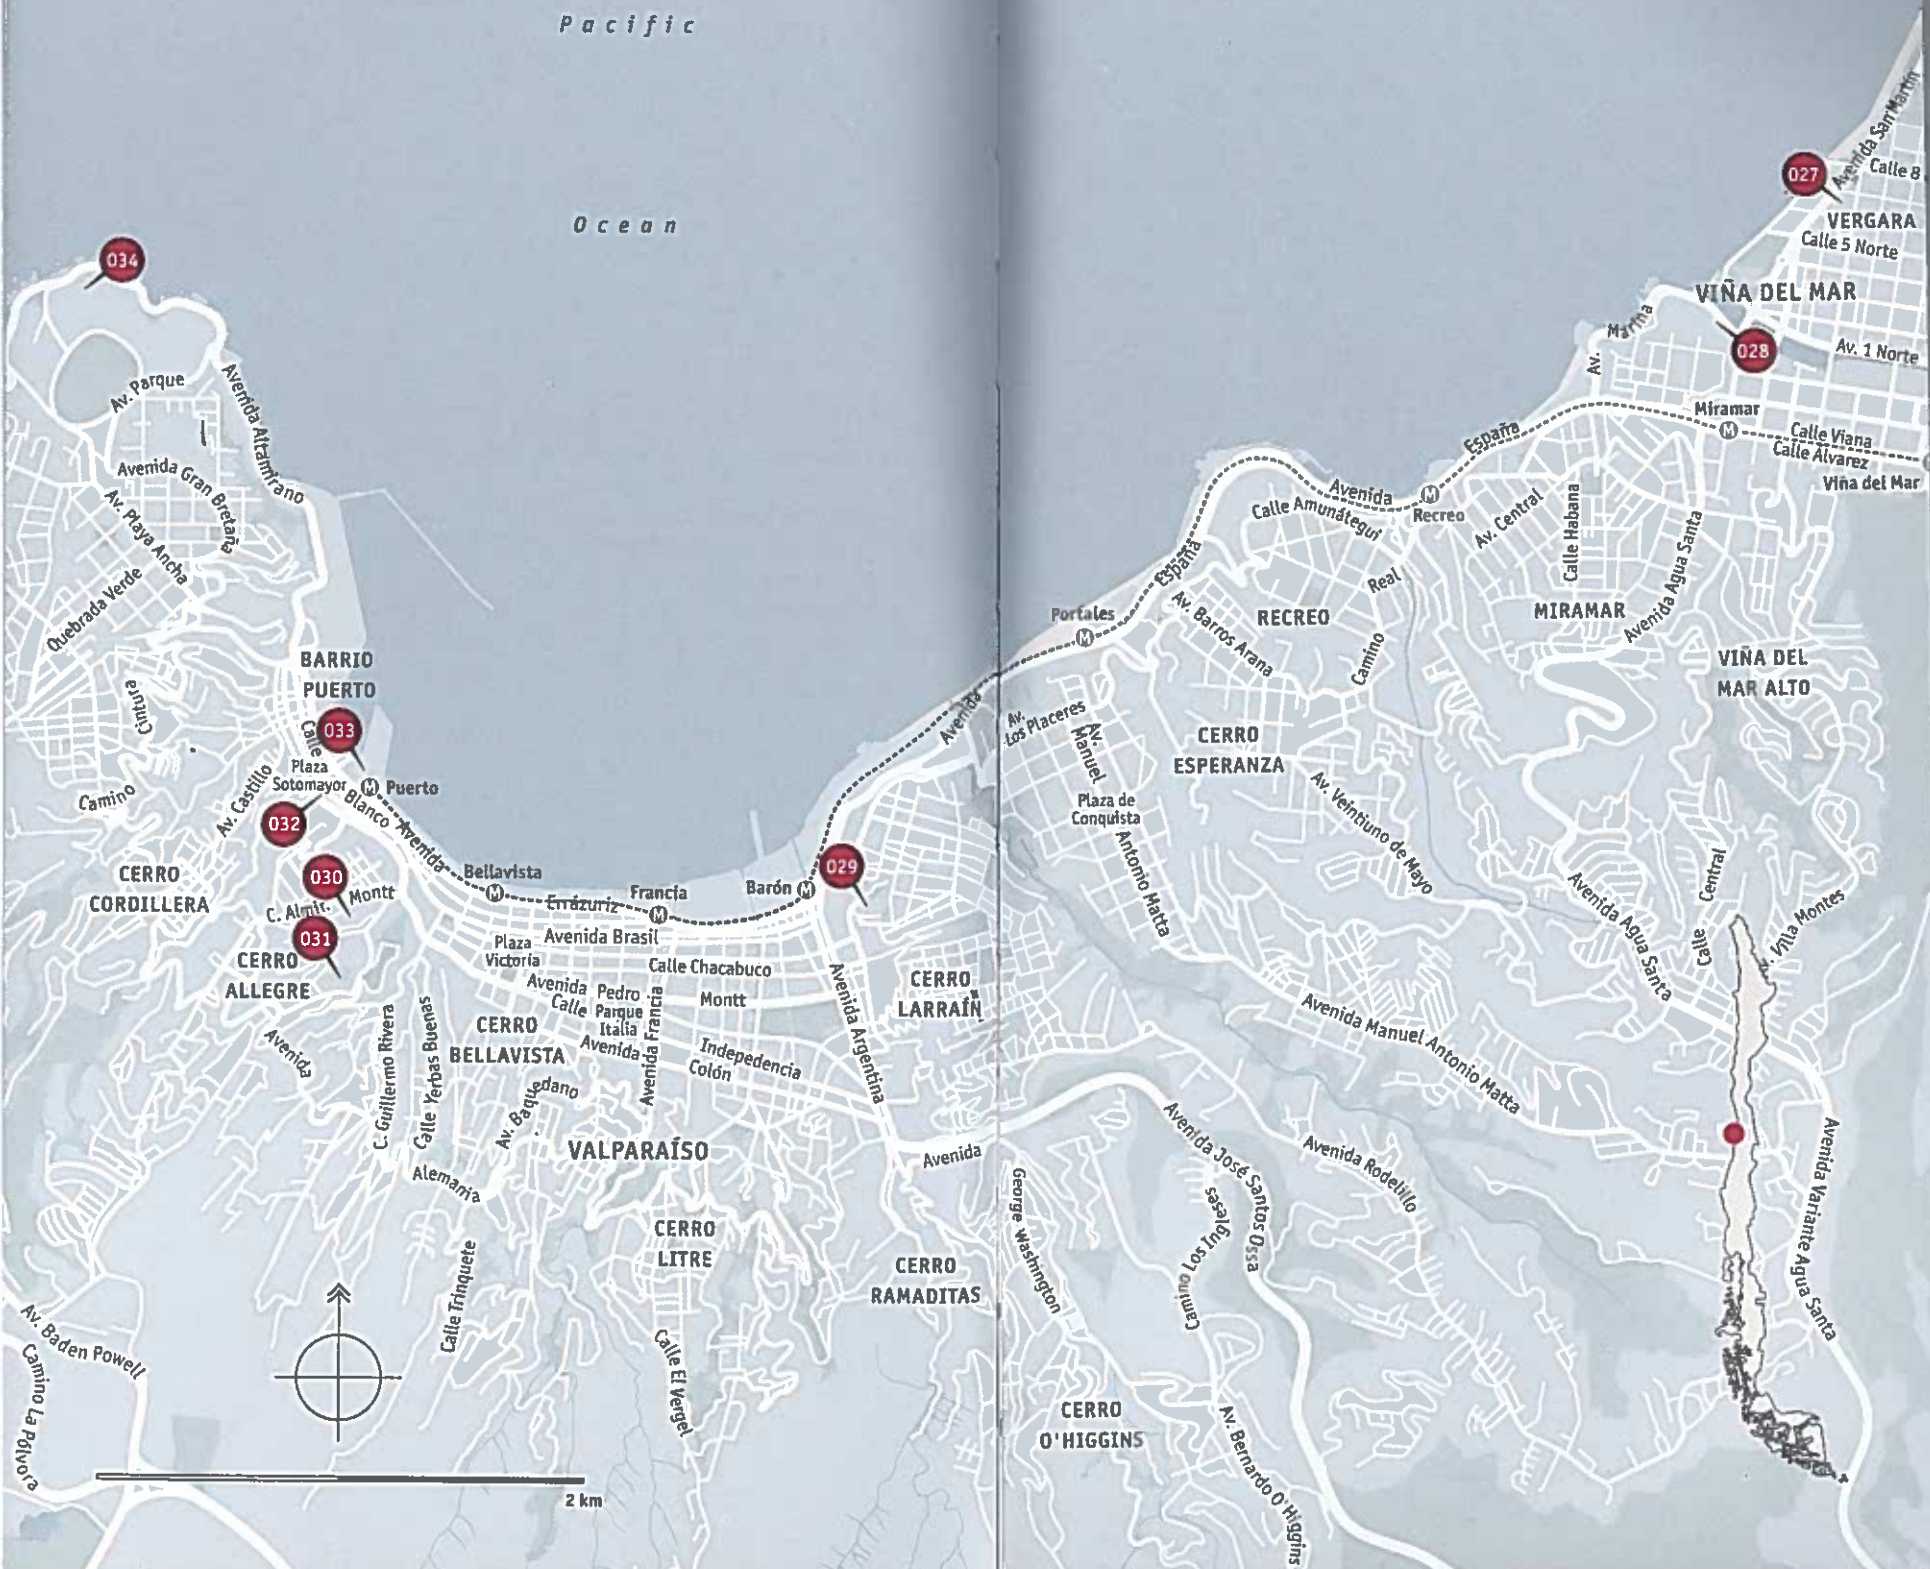 Pacific
Ocean
034
Av. Parque
Avenida Altamirano
Avenida Gran Bretaña
Av. Playa Ancha
Quebrada Verde
Cintura
Camino
BARRIO
PUERTO
033
Calle
Plaza
Sotomayor
Puerto
Blanco
Av. Castillo
032
Avenida
030
C. Almir. Montt
031
CERRO
CORDILLERA
CERRO
ALLEGRE
Avenida
Bellavista
Errázuriz
Francia
Barón
029
Plaza
Victoria
Avenida Brasil
Calle Chacabuco
Avenida Pedro Montt
Calle
Parque
Italia
Avenida Francia
Avenida Argentina
CERRO
LARRAÍN
CERRO
BELLAVISTA
Avenida
Colón
Indepedencia
C. Guillermo Rivera
Calle Yerbas Buenas
Av. Baquedano
Alemania
VALPARAÍSO
Avenida
CERRO
LITRE
CERRO
RAMADITAS
Calle Trinquete
Calle El Vergel
Av. Baden Powell
Camino La Pólvora
2 km
027
Avenida San Martín
Calle 8
VERGARA
Calle 5 Norte
VIÑA DEL MAR
028
Av. 1 Norte
Av. Marina
Miramar
Calle Viana
Calle Álvarez
Viña del Mar
España
Avenida
Recreo
Calle Amunátegui
Av. Central
Calle Habana
Avenida Agua Santa
España
Real
Camino
Portales
Av. Barros Arana
RECREO
MIRAMAR
VIÑA DEL
MAR ALTO
Avenida
Av.
Los Placeres
Av.
Manuel
Plaza de
Conquista
Antonio Matta
CERRO
ESPERANZA
Av. Veintiuno de Mayo
Avenida Agua Santa
Calle Central
Villa Montes
Avenida Manuel Antonio Matta
Avenida José Santos Ossa
Avenida Rodelillo
Camino Los Inglesес
George Washington
Avenida Variante Agua Santa
CERRO
O'HIGGINS
Av. Bernardo O'Higgins
M
M
M
M
M
M
M